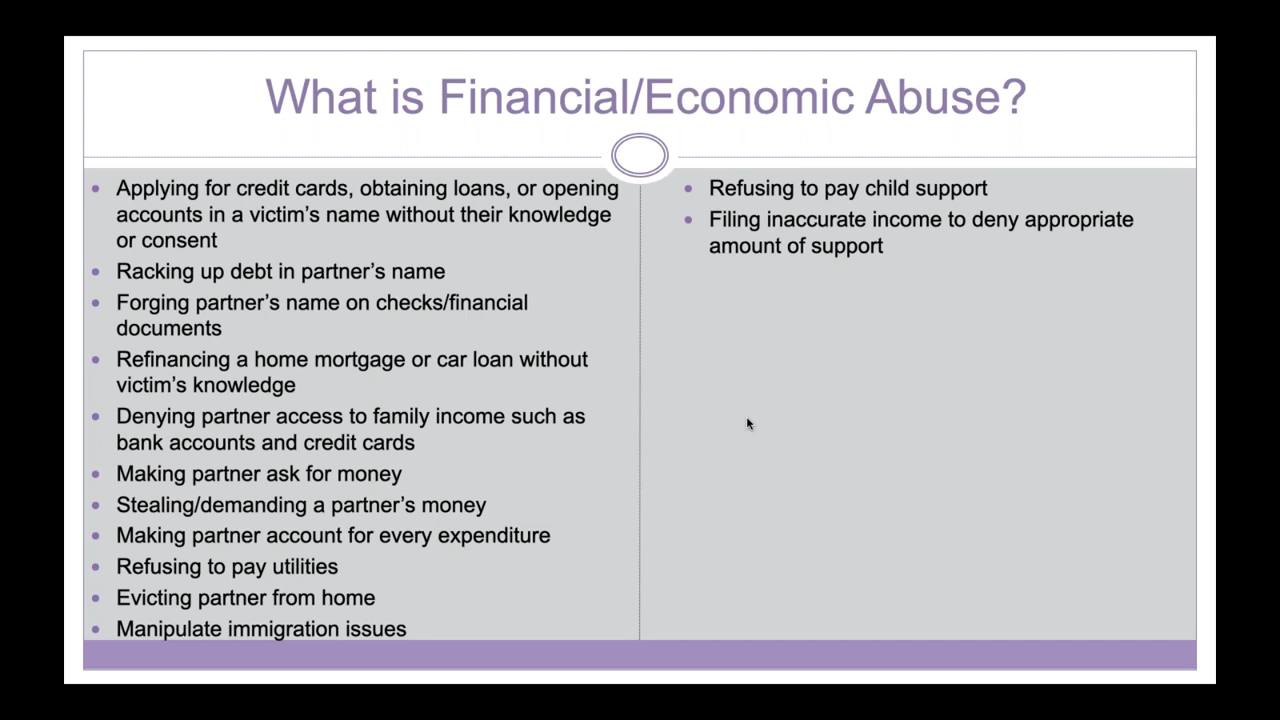 What is Financial/Economic Abuse?
• Applying for credit cards, obtaining loans, or opening
accounts in a victim’s name without their knowledge
or consent
• Racking up debt in partner’s name
• Forging partner’s name on checks/financial
documents
• Refinancing a home mortgage or car loan without
victim’s knowledge
• Denying partner access to family income such as
bank accounts and credit cards
• Making partner ask for money
• Stealing/demanding a partner’s money
• Making partner account for every expenditure
• Refusing to pay utilities
• Evicting partner from home
• Manipulate immigration issues
• Refusing to pay child support
• Filing inaccurate income to deny appropriate
amount of support